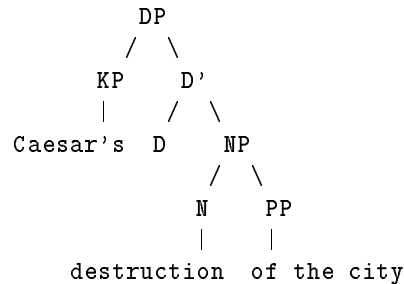 DP
KP D'
Caesar's D NP
N PP
destruction of the city